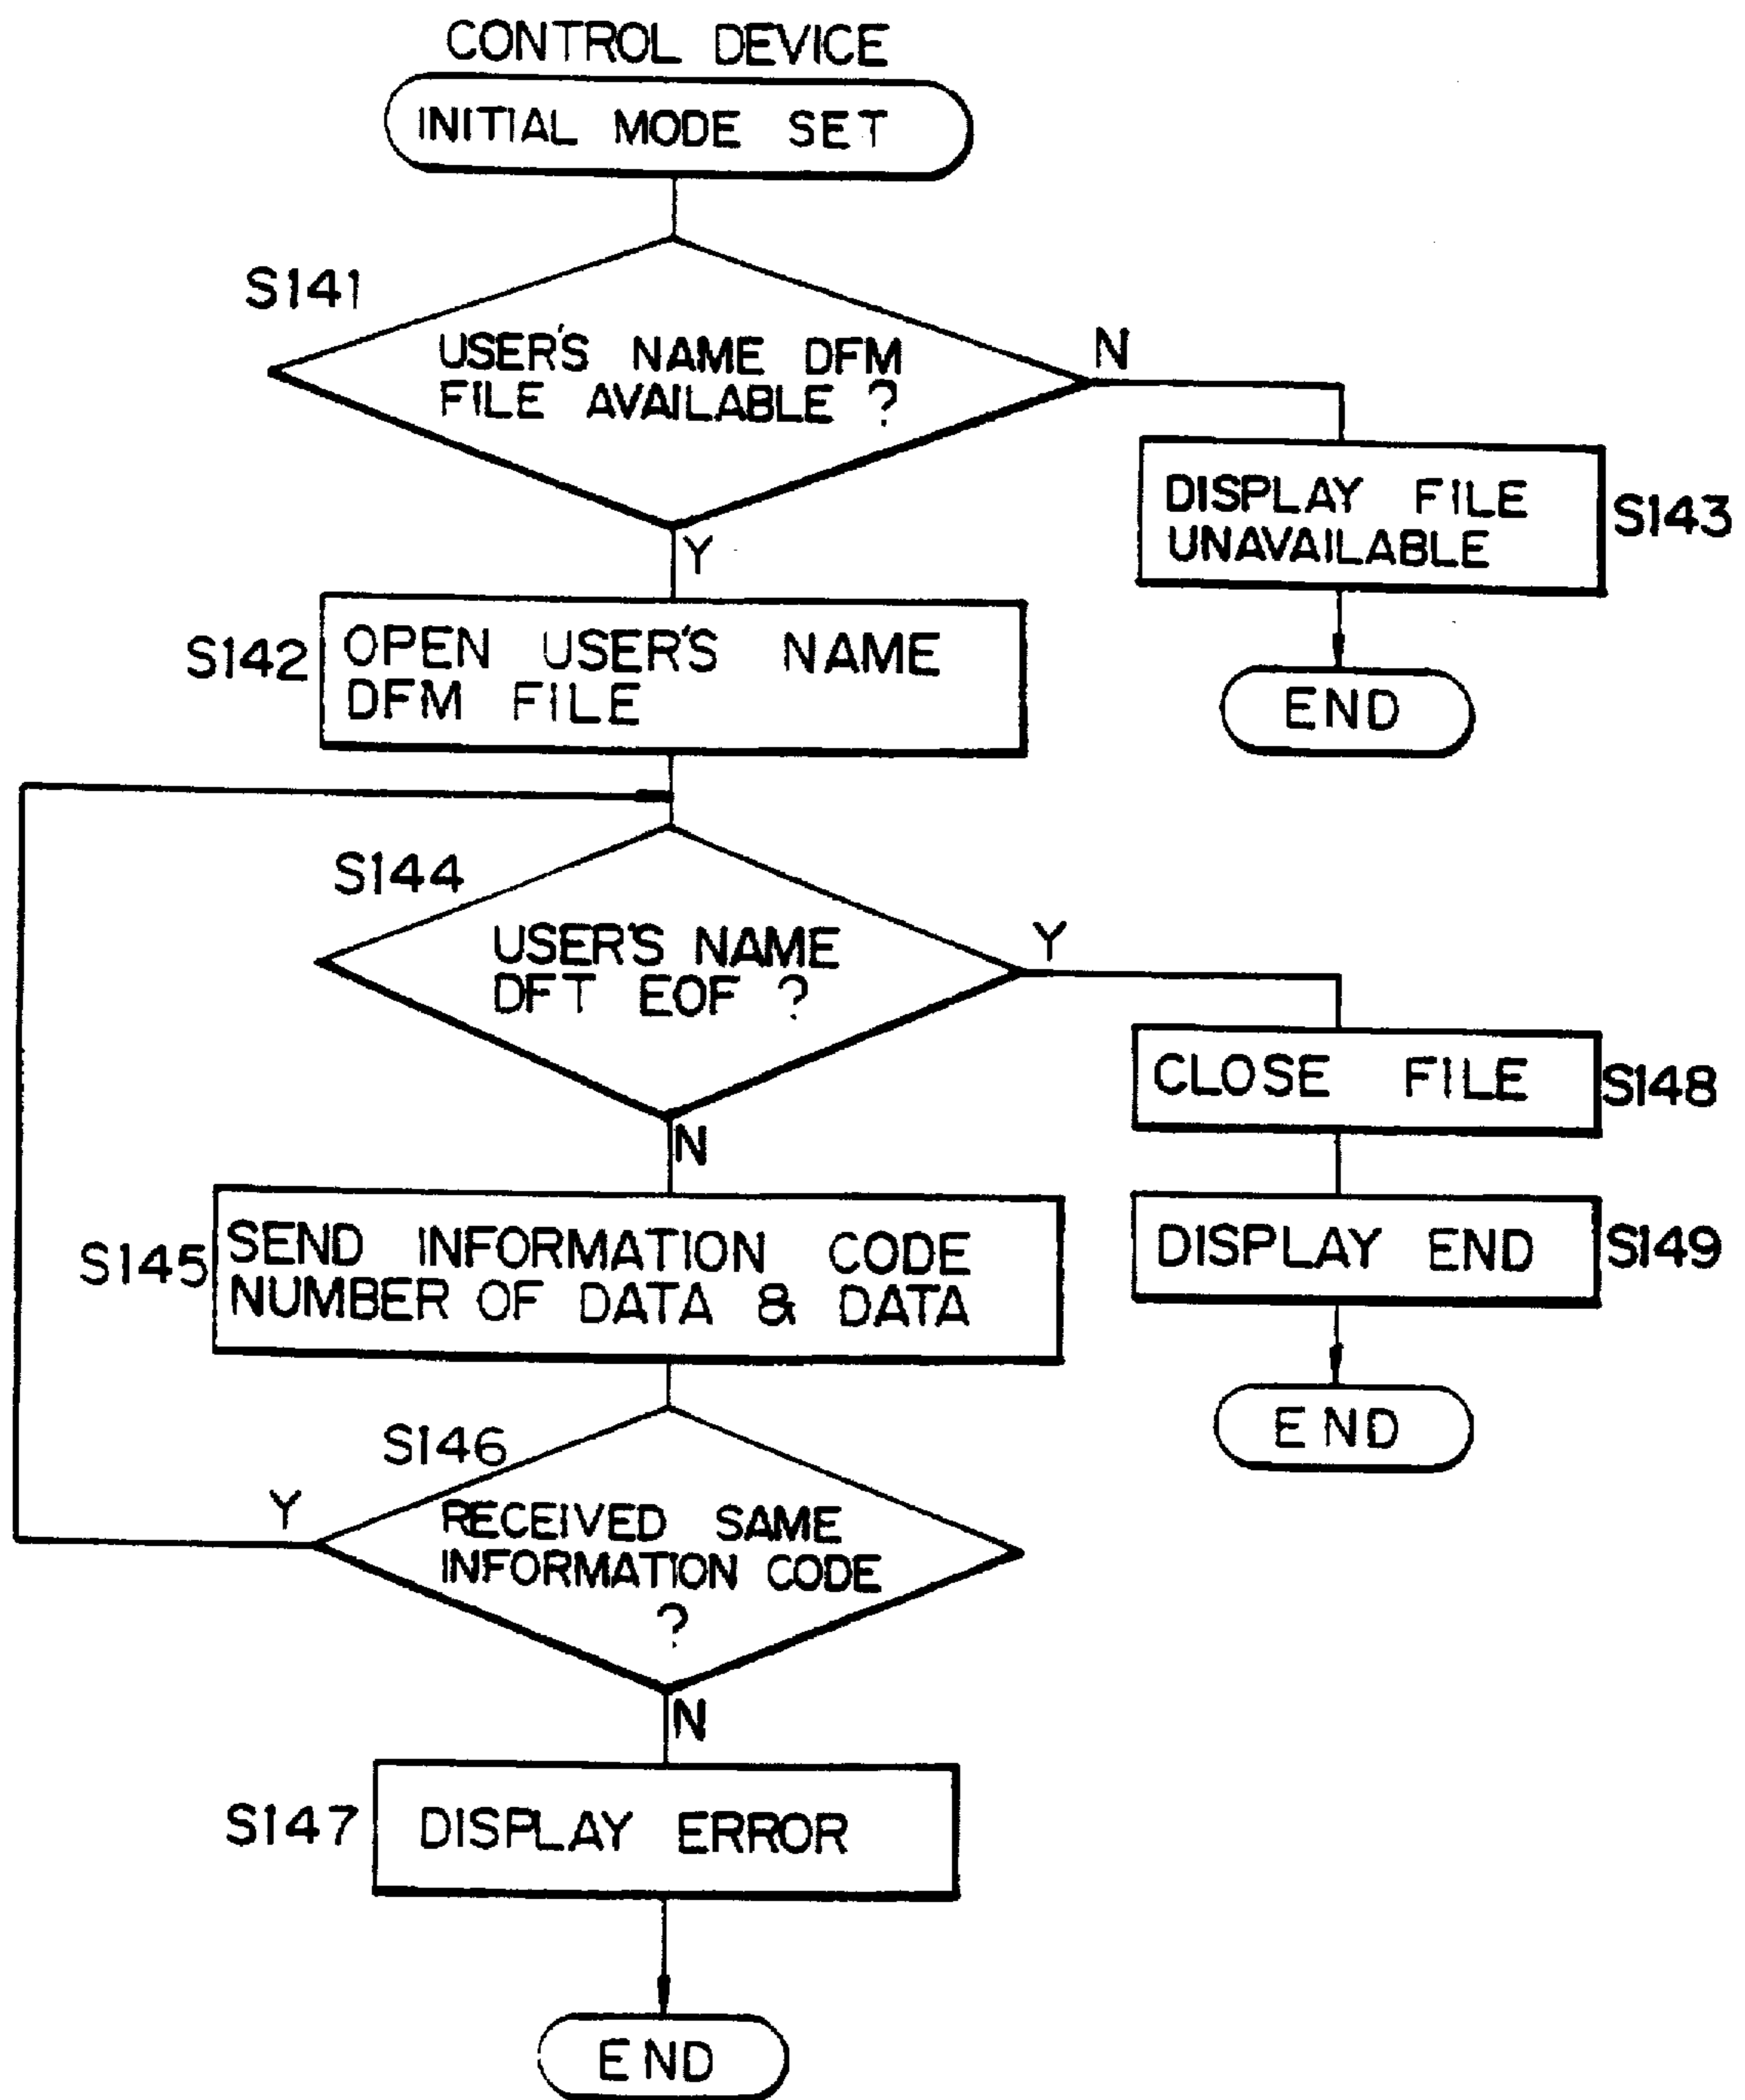 CONTROL DEVICE
INITIAL MODE SET
S141
USER'S NAME DFM
FILE AVAILABLE ?
N
DISPLAY FILE
UNAVAILABLE
S143
Y
END
S142
OPEN USER'S NAME
DFM FILE
S144
USER'S NAME
DFT EOF ?
Y
CLOSE FILE
S148
N
DISPLAY END
S149
S145
SEND INFORMATION CODE
NUMBER OF DATA & DATA
END
S146
Y
RECEIVED SAME
INFORMATION CODE
?
N
S147
DISPLAY ERROR
END